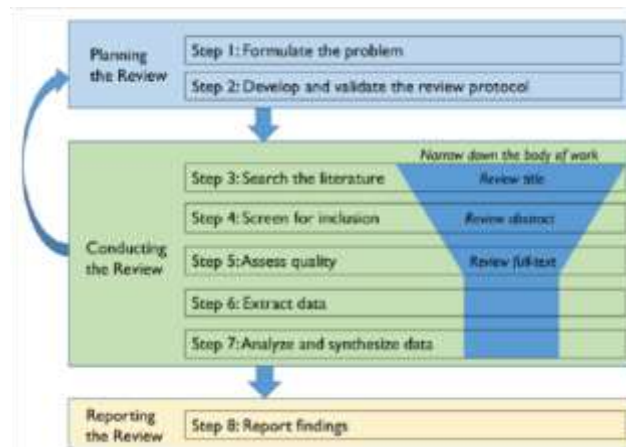 Planning
the Review
Step 1: Formulate the problem
Step 2: Develop and validate the review protocol
Narrow down the body of work
Conducting
the Review
Step 3: Search the literature
Review title
Step 4: Screen for inclusion
Review abstract
Step 5: Assess quality
Review full-text
Step 6: Extract data
Step 7: Analyze and synthesize data
Reporting
the Review
Step 8: Report findings